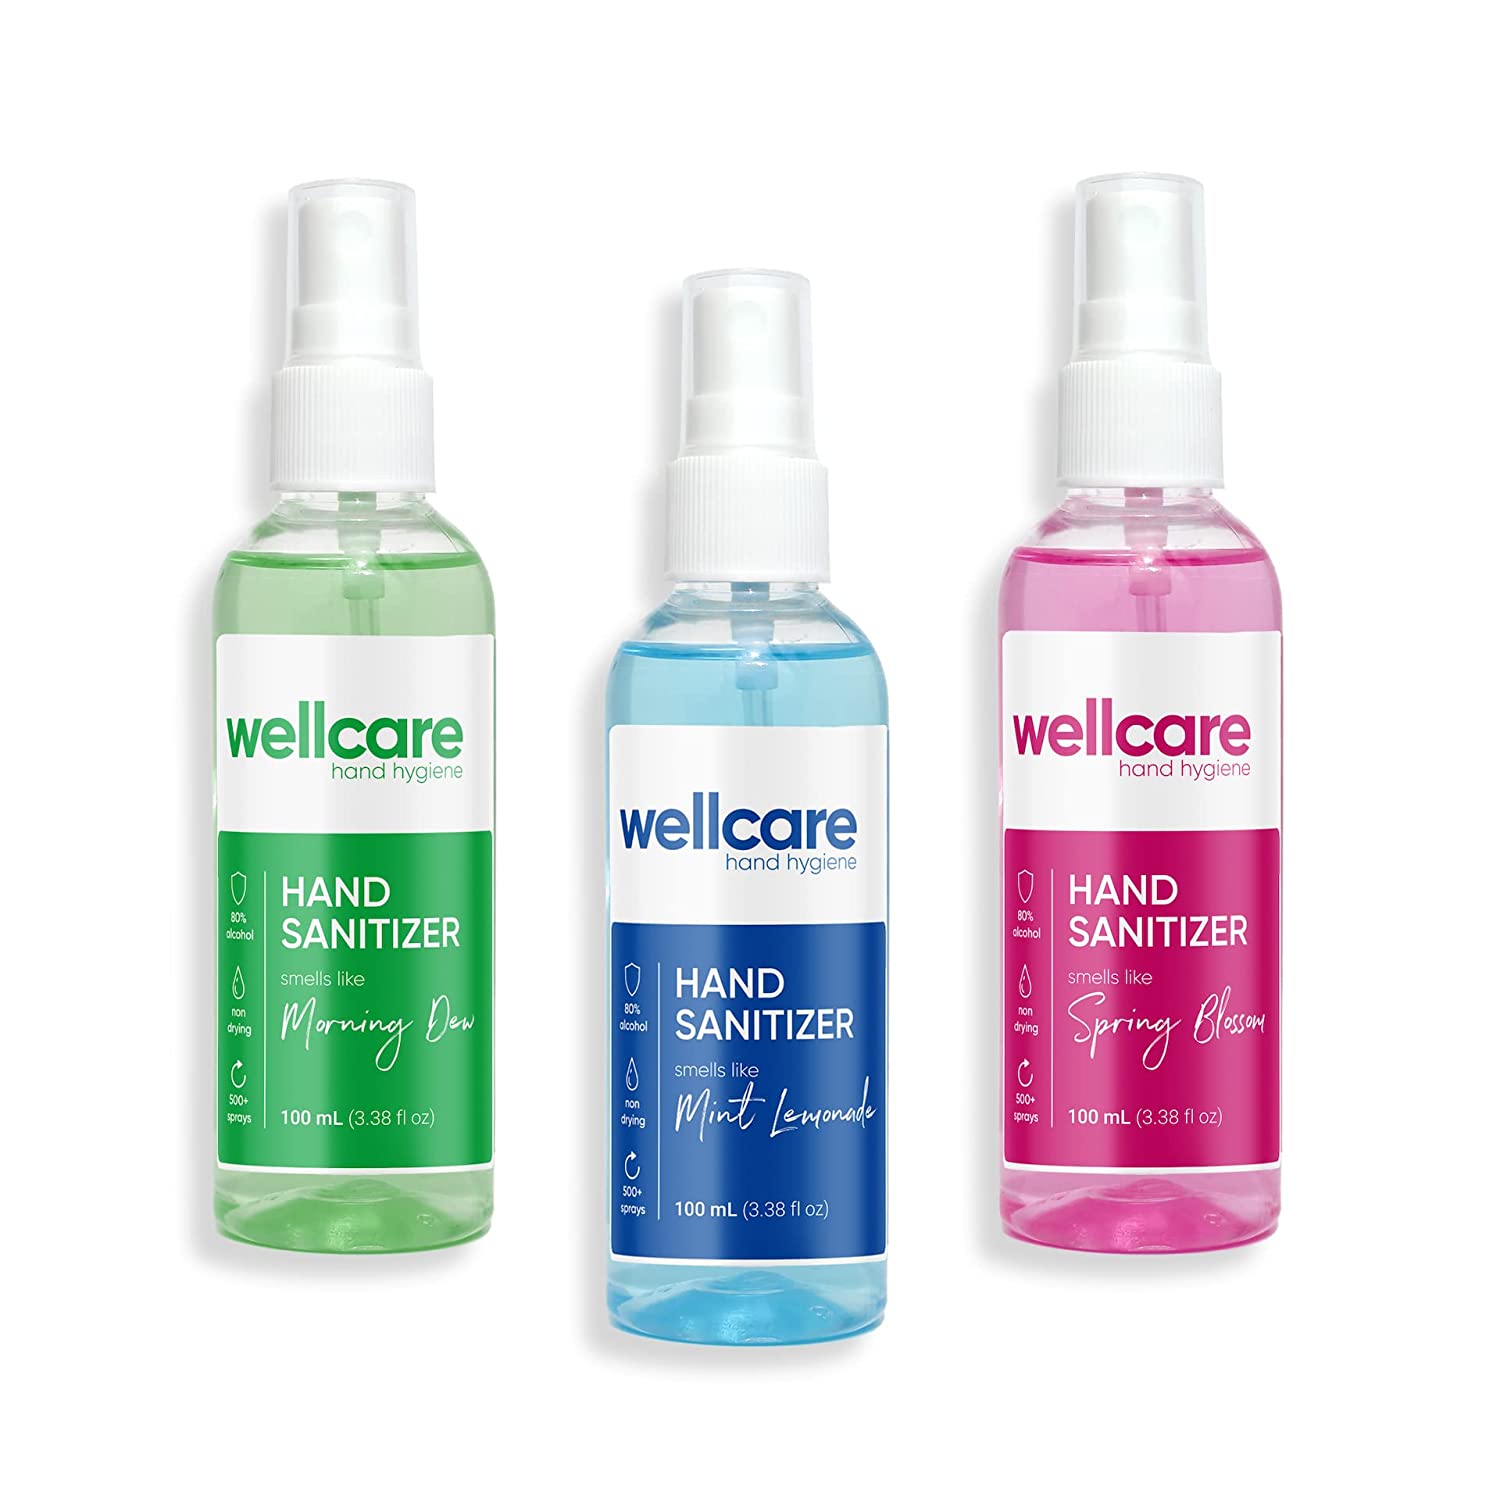 wellcare
hand hygiene
80%
alcohol
non
drying
500+
sprays
HAND
SANITIZER
smells like
Morning Dew
100 mL (3.38 fl oz)
wellcare
hand hygiene
80%
alcohol
non
drying
500+
sprays
HAND
SANITIZER
smells like
Mint Lemonade
100 mL (3.38 fl oz)
wellcare
hand hygiene
80%
alcohol
non
drying
500+
sprays
HAND
SANITIZER
smells like
Spring Blossom
100 mL (3.38 fl oz)